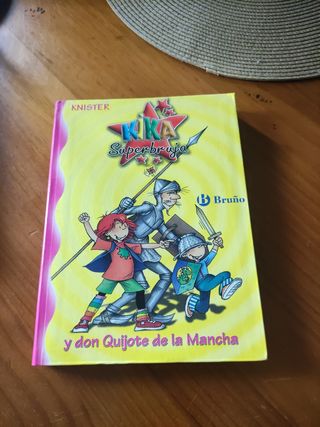 KNISTER
KIKA
Superbruja
Bruño
y don Quijote de la Mancha